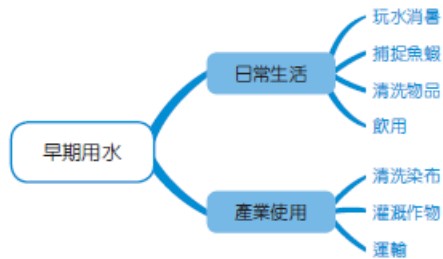 早期用水
日常生活
玩水消暑
捕捉魚蝦
清洗物品
飲用
產業使用
清洗染布
灌溉作物
運輸